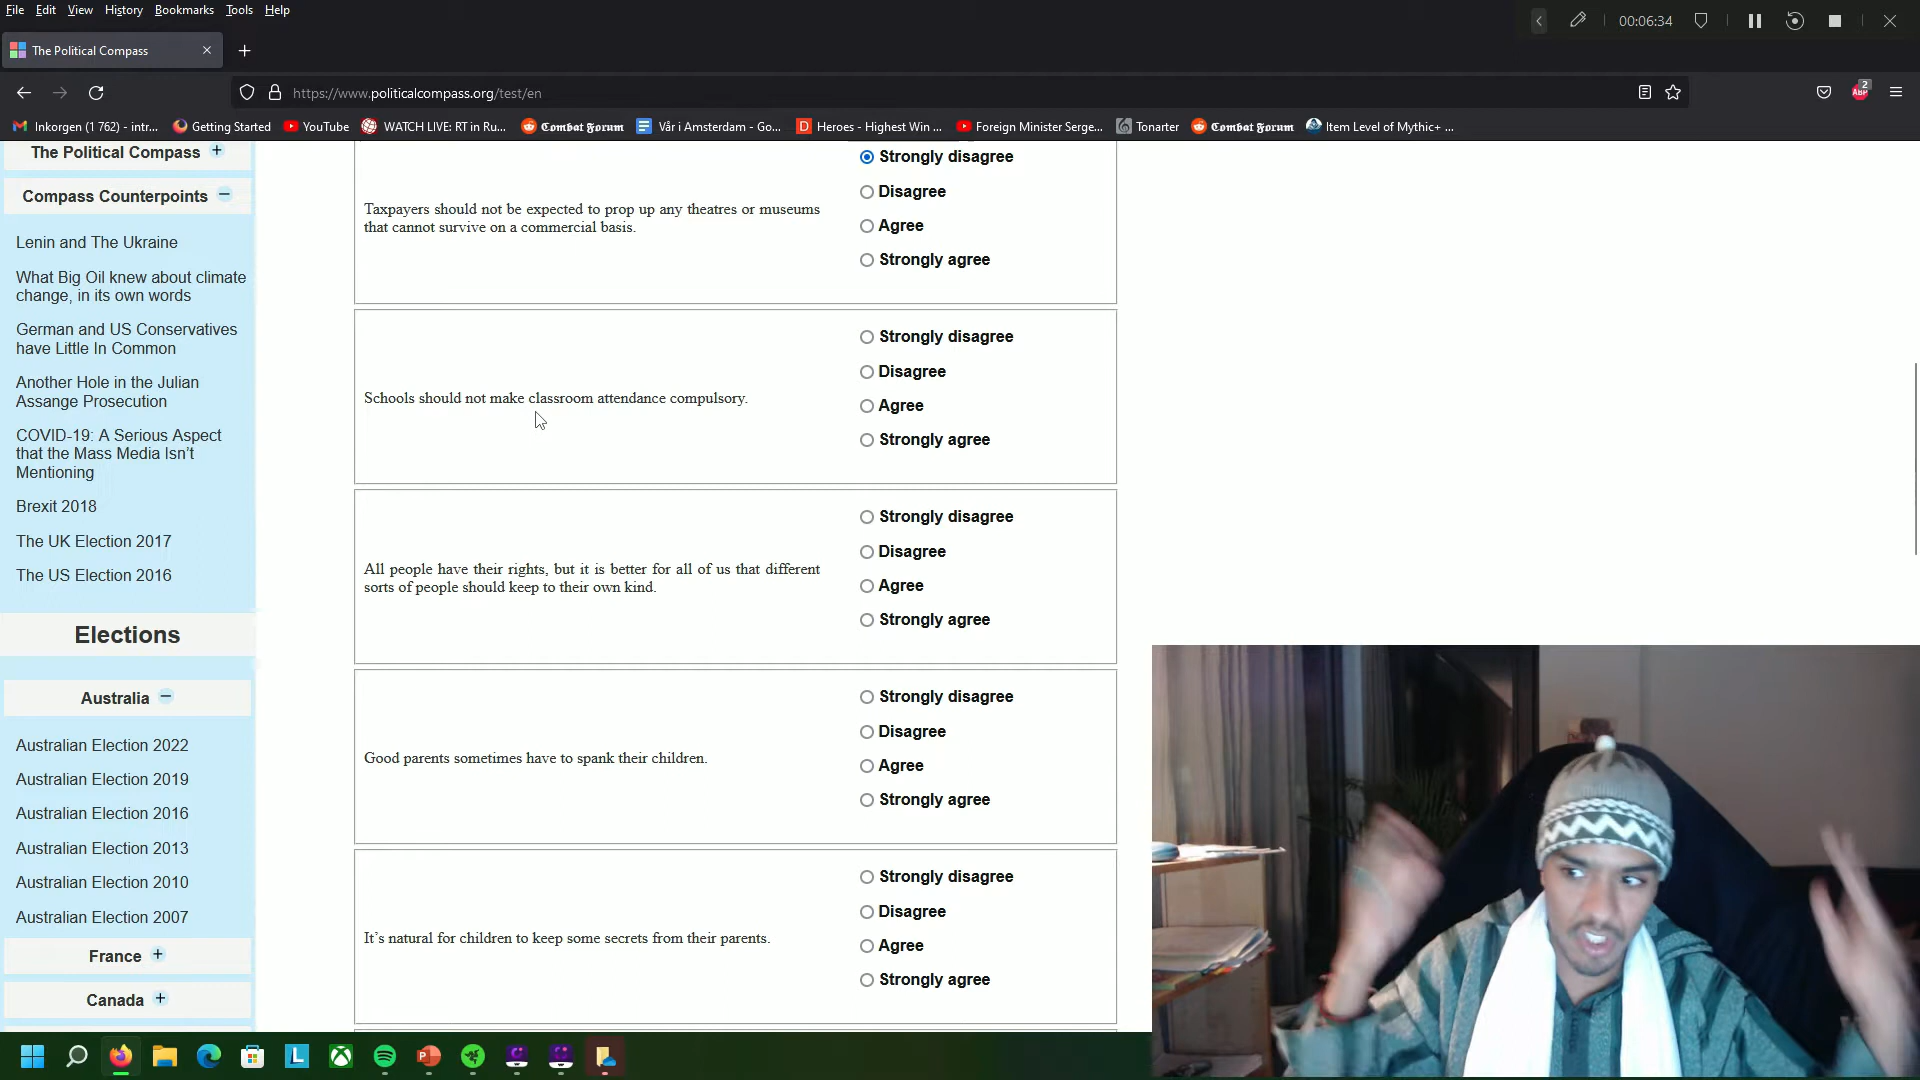 File Edit View History Bookmarks Tools Help
00:06:34
The Political Compass
https://www.politicalcompass.org/test/en
2
ABP
Inkorgen (1 762) - intr... Getting Started YouTube WATCH LIVE: RT in Ru... Combat Forum Vår i Amsterdam - Go... Heroes - Highest Win ... Foreign Minister Serge... Tonarter Combat Forum Item Level of Mythic+ ...
The Political Compass +
Compass Counterpoints −
Lenin and The Ukraine
What Big Oil knew about climate
change, in its own words
German and US Conservatives
have Little In Common
Another Hole in the Julian
Assange Prosecution
COVID-19: A Serious Aspect
that the Mass Media Isn't
Mentioning
Brexit 2018
The UK Election 2017
The US Election 2016
Elections
Australia −
Australian Election 2022
Australian Election 2019
Australian Election 2016
Australian Election 2013
Australian Election 2010
Australian Election 2007
France +
Canada +
Taxpayers should not be expected to prop up any theatres or museums
that cannot survive on a commercial basis.
Strongly disagree
Disagree
Agree
Strongly agree
Schools should not make classroom attendance compulsory.
Strongly disagree
Disagree
Agree
Strongly agree
All people have their rights, but it is better for all of us that different
sorts of people should keep to their own kind.
Strongly disagree
Disagree
Agree
Strongly agree
Good parents sometimes have to spank their children.
Strongly disagree
Disagree
Agree
Strongly agree
It's natural for children to keep some secrets from their parents.
Strongly disagree
Disagree
Agree
Strongly agree